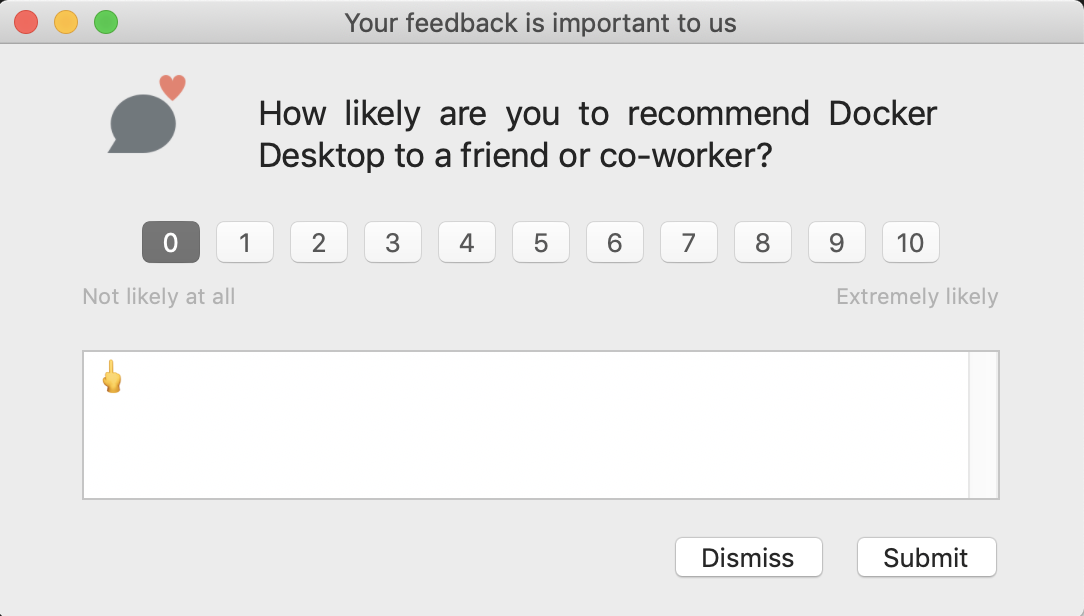 Your feedback is important to us
How likely are you to recommend Docker
Desktop to a friend or co-worker?
0 1 2 3 4 5 6 7 8 9 10
Not likely at all Extremely likely
🖕
Dismiss Submit